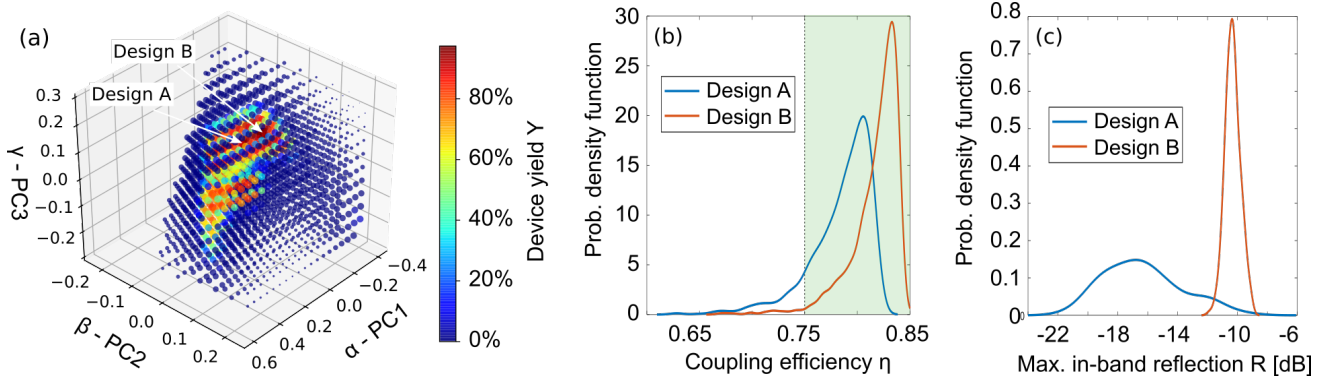 (a)
Design B
Design A
0.3
0.2
0.1
0.0
−0.1
−0.2
γ - PC3
−0.2
−0.1
0.0
0.1
0.2
β - PC2
0.6
0.4
0.2
0.0
−0.2
−0.4
α - PC1
80%
60%
40%
20%
0%
Device yield Y
(b)
30
25
20
15
10
5
0
Prob. density function
Design A
Design B
0.65
0.75
0.85
Coupling efficiency η
(c)
0.8
0.7
0.6
0.5
0.4
0.3
0.2
0.1
0
0
Prob. density function
Design A
Design B
-22
-18
-14
-10
-6
Max. in-band reflection R [dB]